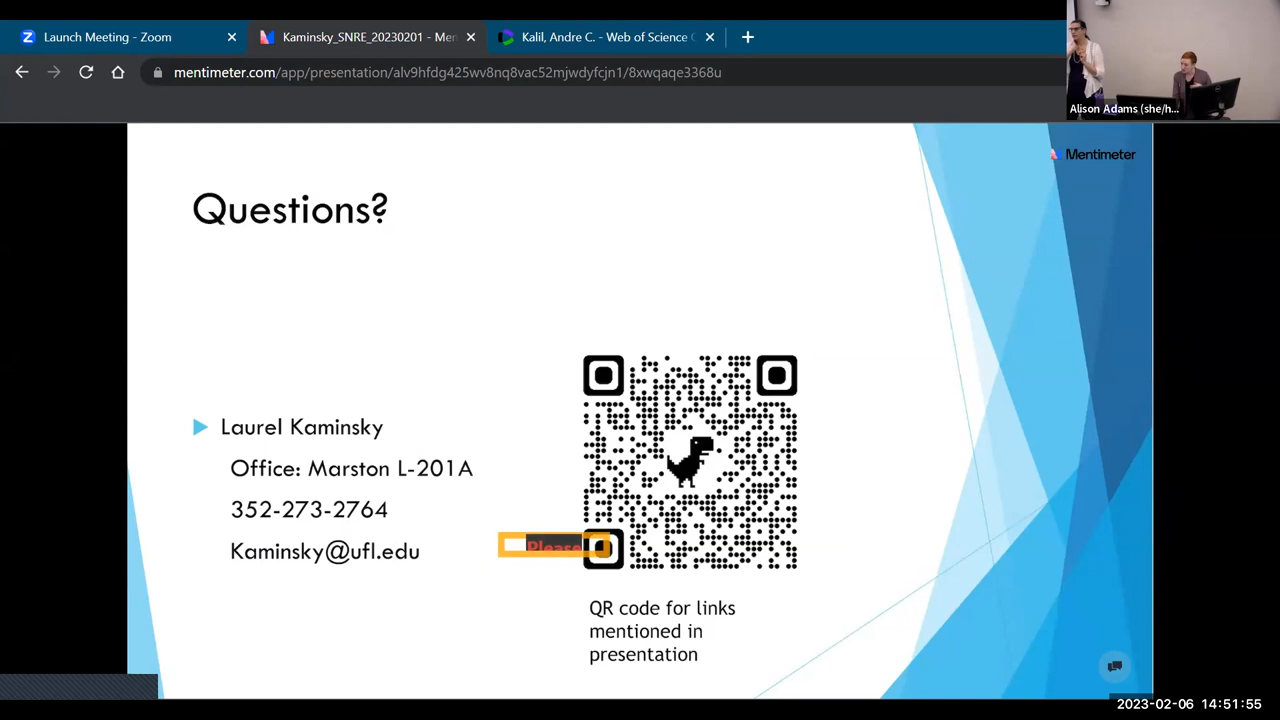 Launch Meeting - Zoom
Kaminsky_SNRE_20230201 - Men
Kalil, Andre C. - Web of Science C
mentimeter.com/app/presentation/alv9hfdg425wv8nq8vac52mjwdyfcjn1/8xwqaqe3368u
Alison Adams (she/h...
Mentimeter
Questions?
Laurel Kaminsky
Office: Marston L-201A
352-273-2764
Kaminsky@ufl.edu
Please
QR code for links
mentioned in
presentation
2023-02-06 14:51:55